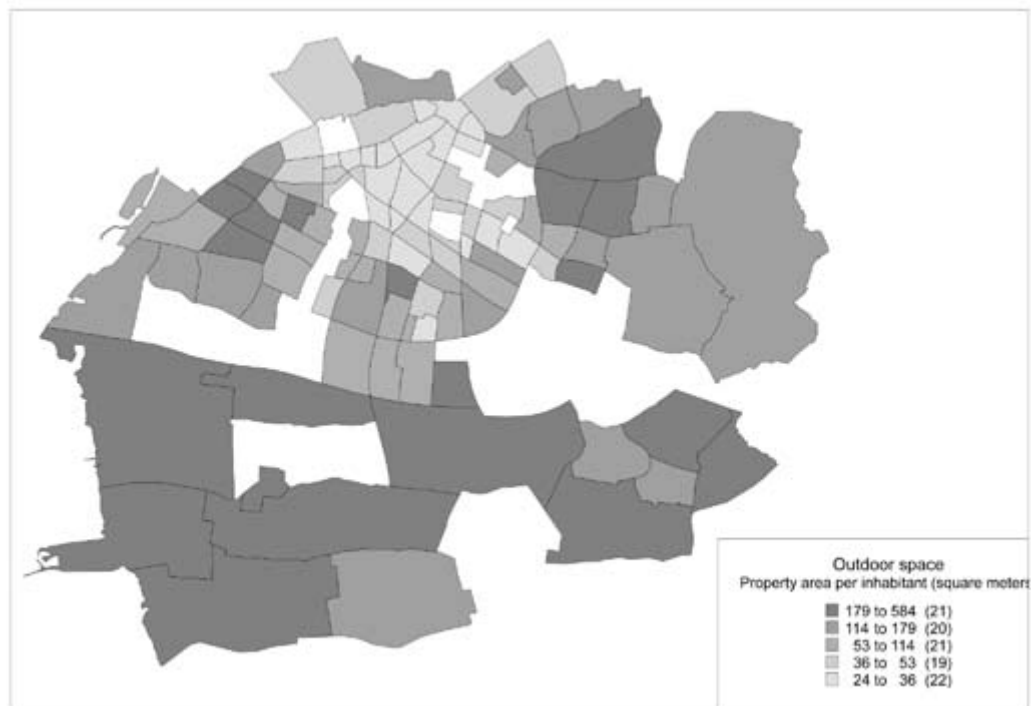 Outdoor space
Property area per inhabitant (square meters
179 to 584 (21)
114 to 179 (20)
53 to 114 (21)
36 to 53 (19)
24 to 36 (22)